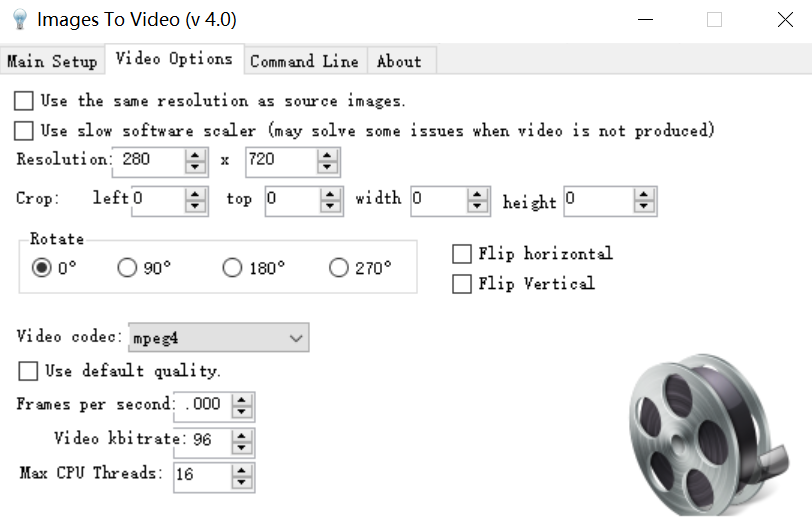 Images To Video (v 4.0)
Main Setup Video Options Command Line About
Use the same resolution as source images.
Use slow software scaler (may solve some issues when video is not produced)
Resolution: 280 x 720
Crop: left 0 top 0 width 0 height 0
Rotate
0° 90° 180° 270°
Flip horizontal
Flip Vertical
Video codec: mpeg4
Use default quality.
Frames per second: .000
Video kbitrate: 96
Max CPU Threads: 16